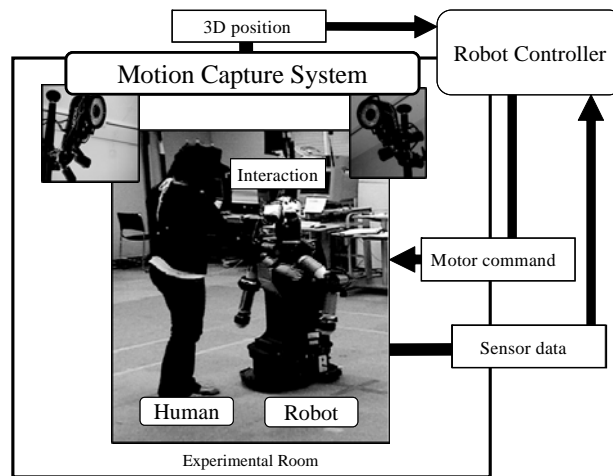 3D position
Robot Controller
Motion Capture System
Interaction
Motor command
Sensor data
Human
Robot
Experimental Room